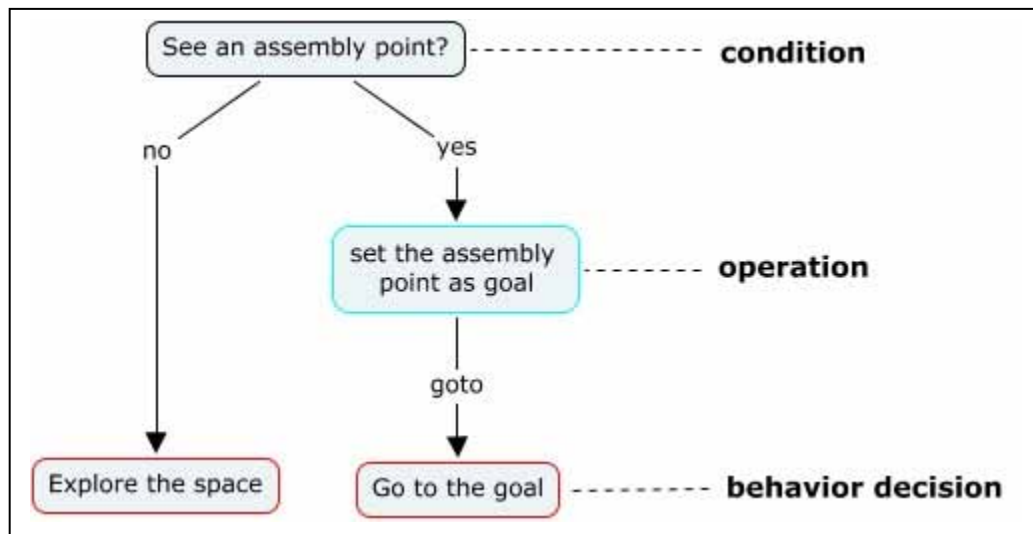 See an assembly point?
condition
no
yes
set the assembly
point as goal
operation
goto
Explore the space
Go to the goal
behavior decision